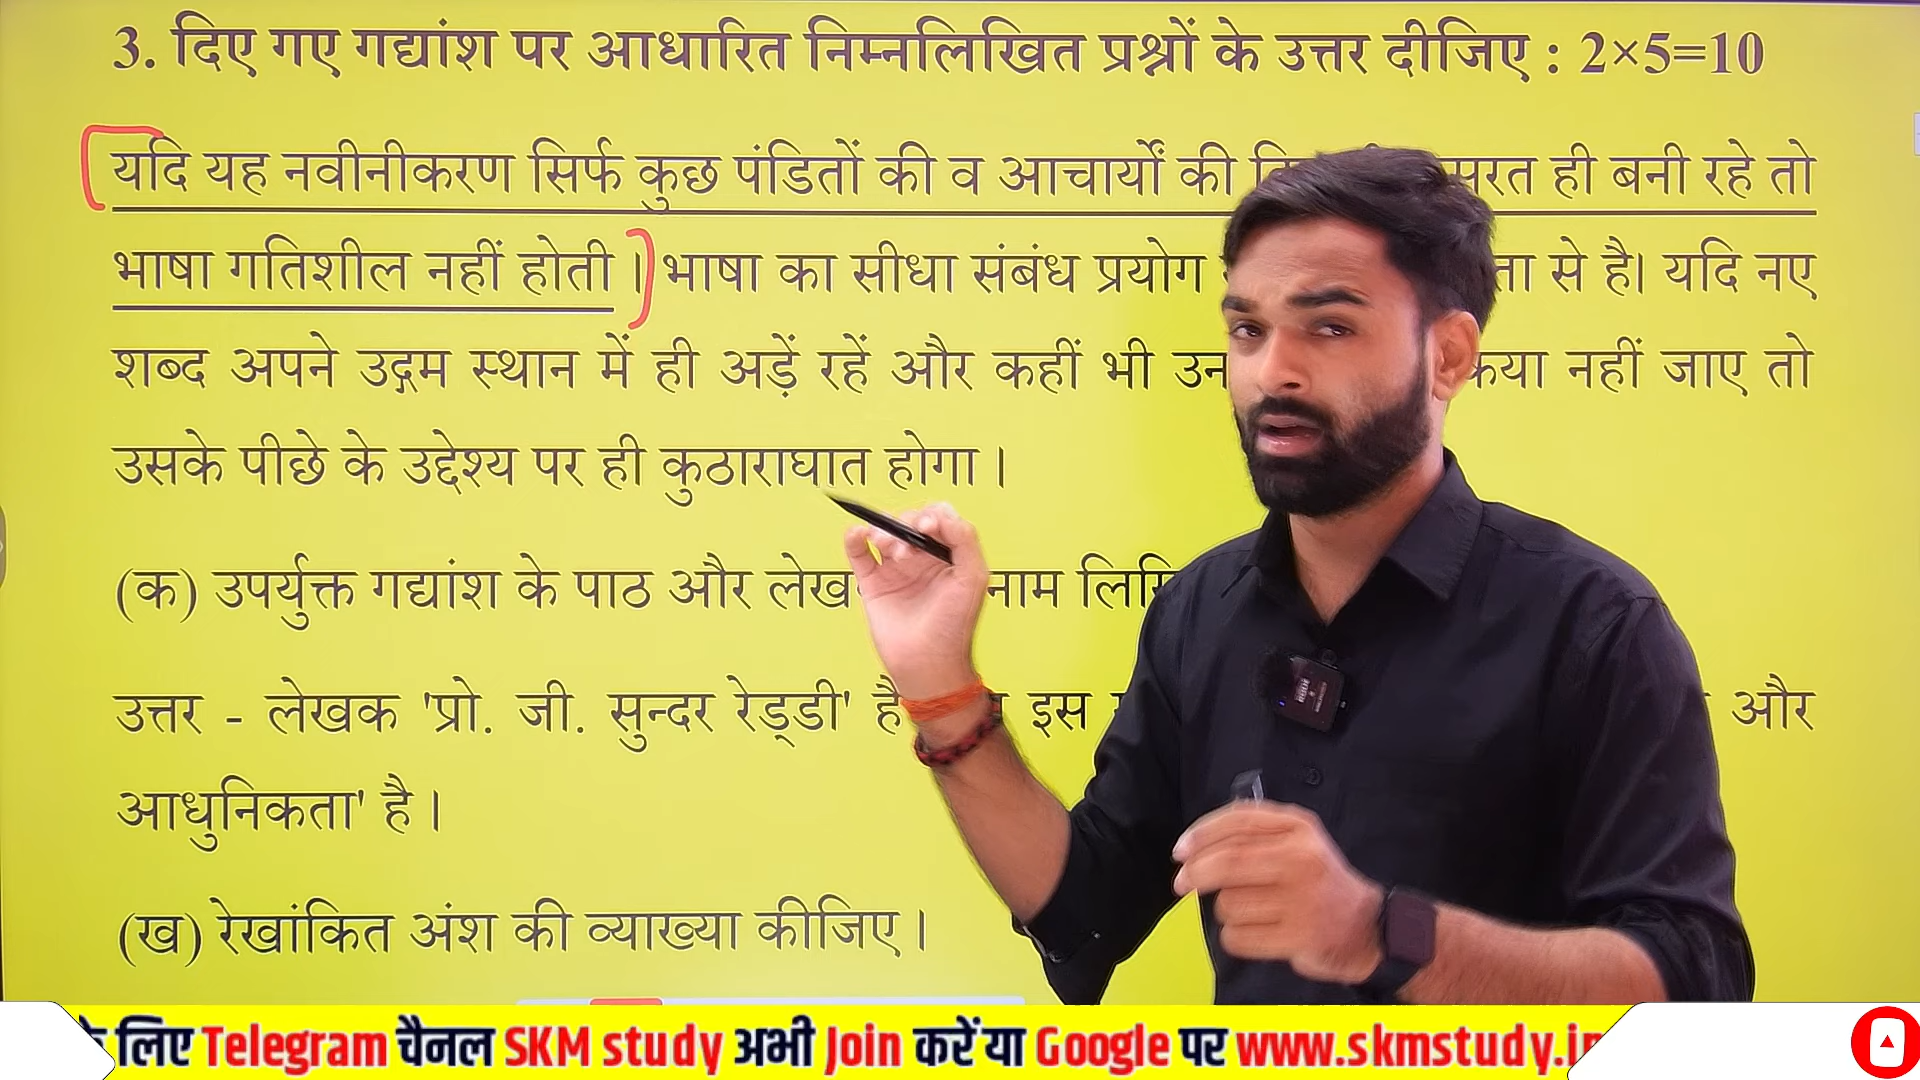 3. दिए गए गद्यांश पर आधारित निम्नलिखित प्रश्नों के उत्तर दीजिए : 2×5=10
यदि यह नवीनीकरण सिर्फ कुछ पंडितों की व आचार्यों की ही बनी रहे तो
भाषा गतिशील नहीं होती । भाषा का सीधा संबंध प्रयोग से है। यदि नए
शब्द अपने उद्गम स्थान में ही अड़ें रहें और कहीं भी नहीं जाए तो
उसके पीछे के उद्देश्य पर ही कुठाराघात होगा ।
(क) उपर्युक्त गद्यांश के पाठ और नाम
उत्तर - लेखक 'प्रो. जी. सुन्दर रेड्डी' इस और
आधुनिकता' है ।
(ख) रेखांकित अंश की व्याख्या कीजिए ।
लिए Telegram चैनल SKM study अभी Join करें या Google पर www.skmstudy.in